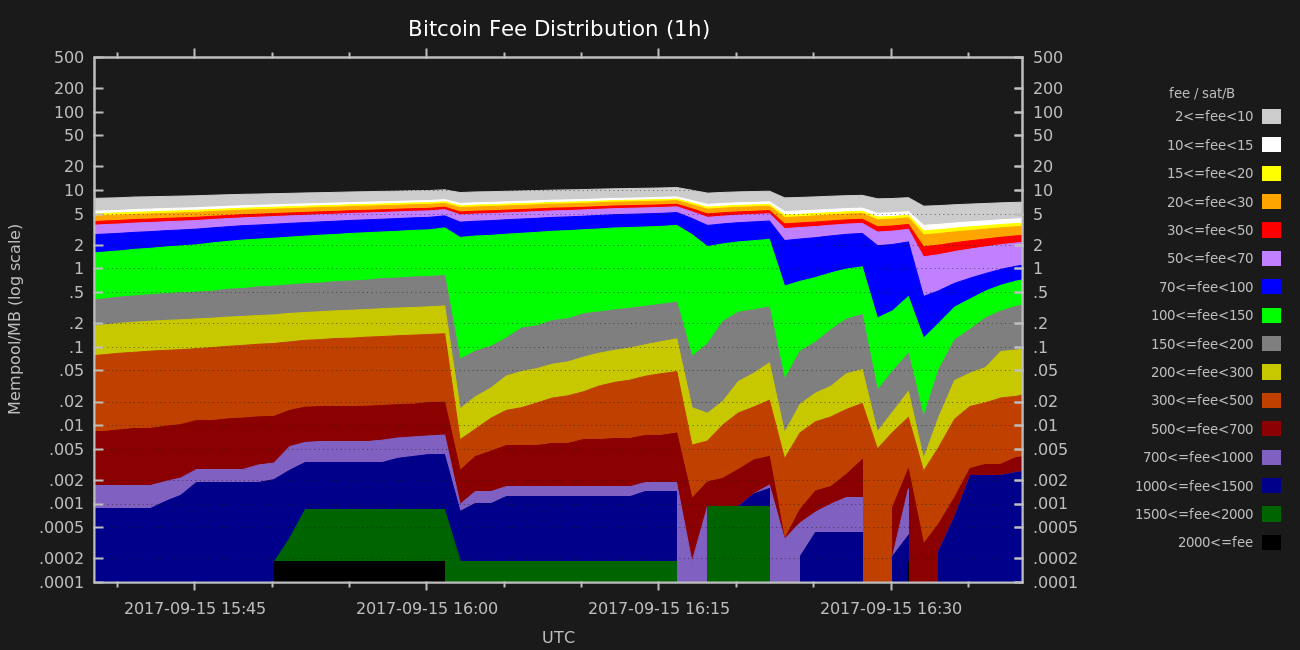 Bitcoin Fee Distribution (1h)
500
200
100
50
20
10
5
2
1
.5
.2
.1
.05
.02
.01
.005
.002
.001
.0005
.0002
.0001
Mempool/MB (log scale)
500
200
100
50
20
10
5
2
1
.5
.2
.1
.05
.02
.01
.005
.002
.001
.0005
.0002
.0001
2017-09-15 15:45
2017-09-15 16:00
2017-09-15 16:15
2017-09-15 16:30
UTC
fee / sat/B
2<=fee<10
10<=fee<15
15<=fee<20
20<=fee<30
30<=fee<50
50<=fee<70
70<=fee<100
100<=fee<150
150<=fee<200
200<=fee<300
300<=fee<500
500<=fee<700
700<=fee<1000
1000<=fee<1500
1500<=fee<2000
2000<=fee